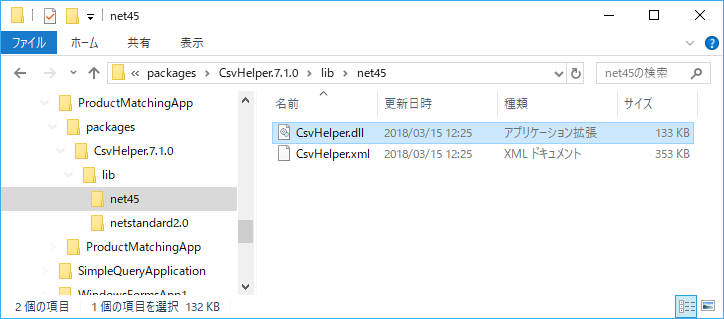 net45
ファイル ホーム 共有 表示
« packages > CsvHelper.7.1.0 > lib > net45
net45の検索
ProductMatchingApp
packages
CsvHelper.7.1.0
lib
net45
netstandard2.0
ProductMatchingApp
SimpleQueryApplication
WindowsFormsApp1
名前 更新日時 種類 サイズ
CsvHelper.dll 2018/03/15 12:25 アプリケーション拡張 133 KB
CsvHelper.xml 2018/03/15 12:25 XML ドキュメント 353 KB
2 個の項目 1 個の項目を選択 132 KB